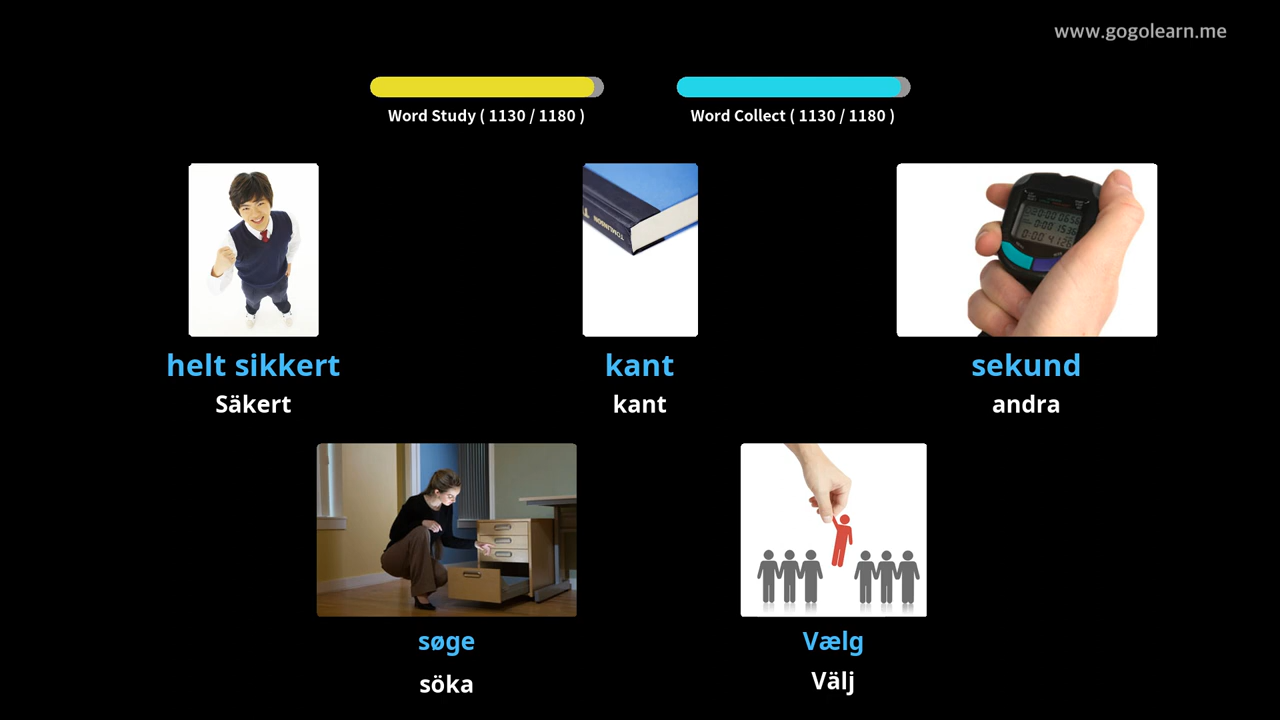 www.gogolearn.me
Word Study ( 1130 / 1180 )
Word Collect ( 1130 / 1180 )
TOMLINSON
helt sikkert
kant
sekund
Säkert
kant
andra
søge
Vælg
söka
Välj